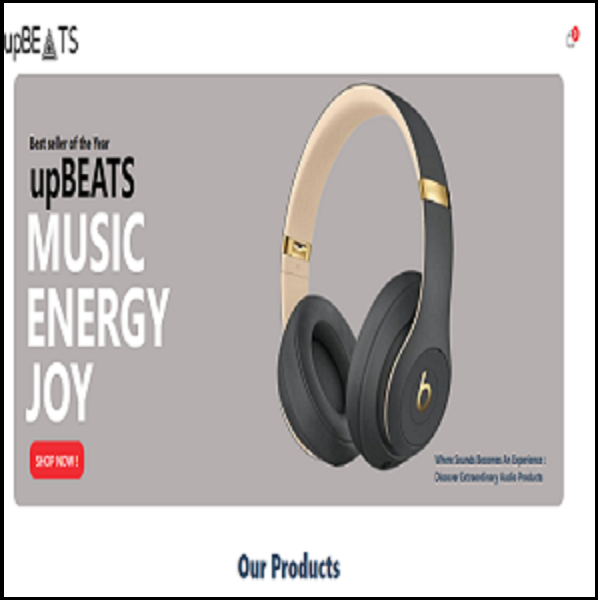 upBEATS
0
Best seller of the Year
upBEATS
MUSIC
ENERGY
JOY
SHOP NOW !
Where Sounds Becomes An Experience :
Discover Extraordinary Audio Products
b
Our Products